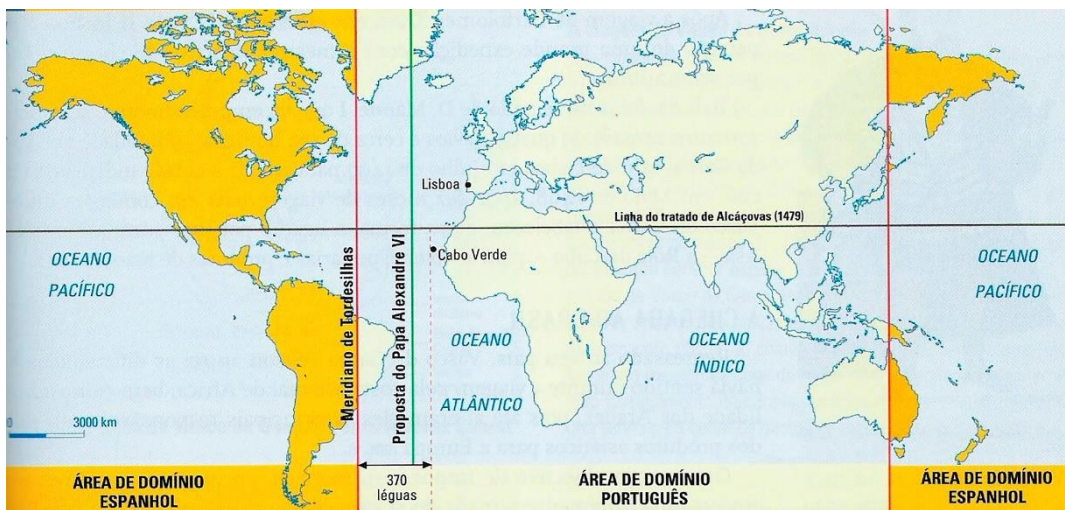 Lisboa
Linha do tratado de Alcáçovas (1479)
Cabo Verde
OCEANO
PACÍFICO
Meridiano de Tordesilhas
Proposta do Papa Alexandre VI
OCEANO
ATLÂNTICO
OCEANO
ÍNDICO
OCEANO
PACÍFICO
0
3000 km
ÁREA DE DOMÍNIO
ESPANHOL
370
léguas
ÁREA DE DOMÍNIO
PORTUGUÊS
ÁREA DE DOMÍNIO
ESPANHOL